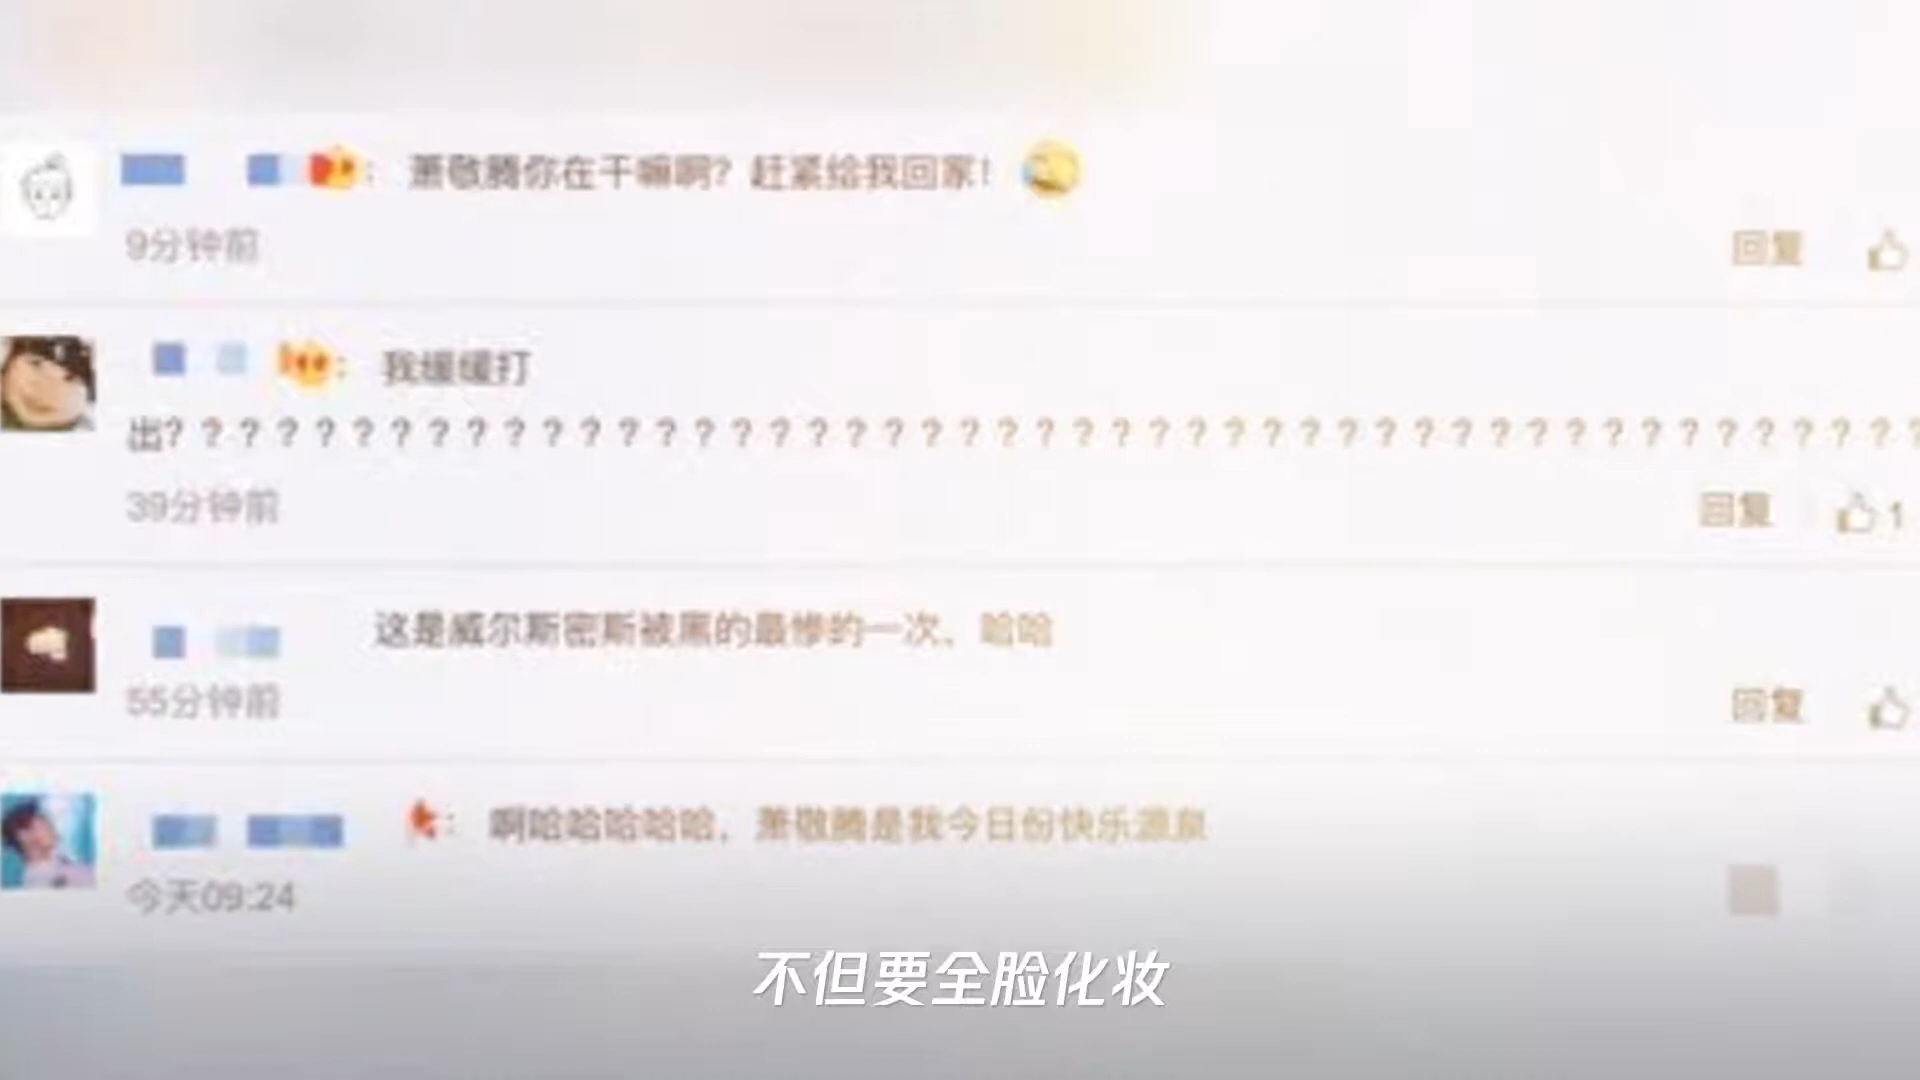 萧敬腾你在干嘛啊？赶紧给我回家！
9分钟前
回复
我缓缓打
出？？？？？？？？？？？？？？？？？？？？？？？？？？？？？？？？？？？？？？？？？？？？？？？
39分钟前
回复 1
这是威尔斯密斯被黑的最惨的一次、哈哈
55分钟前
回复
啊哈哈哈哈哈，萧敬腾是我今日份快乐源泉
今天09:24
不但要全脸化妆